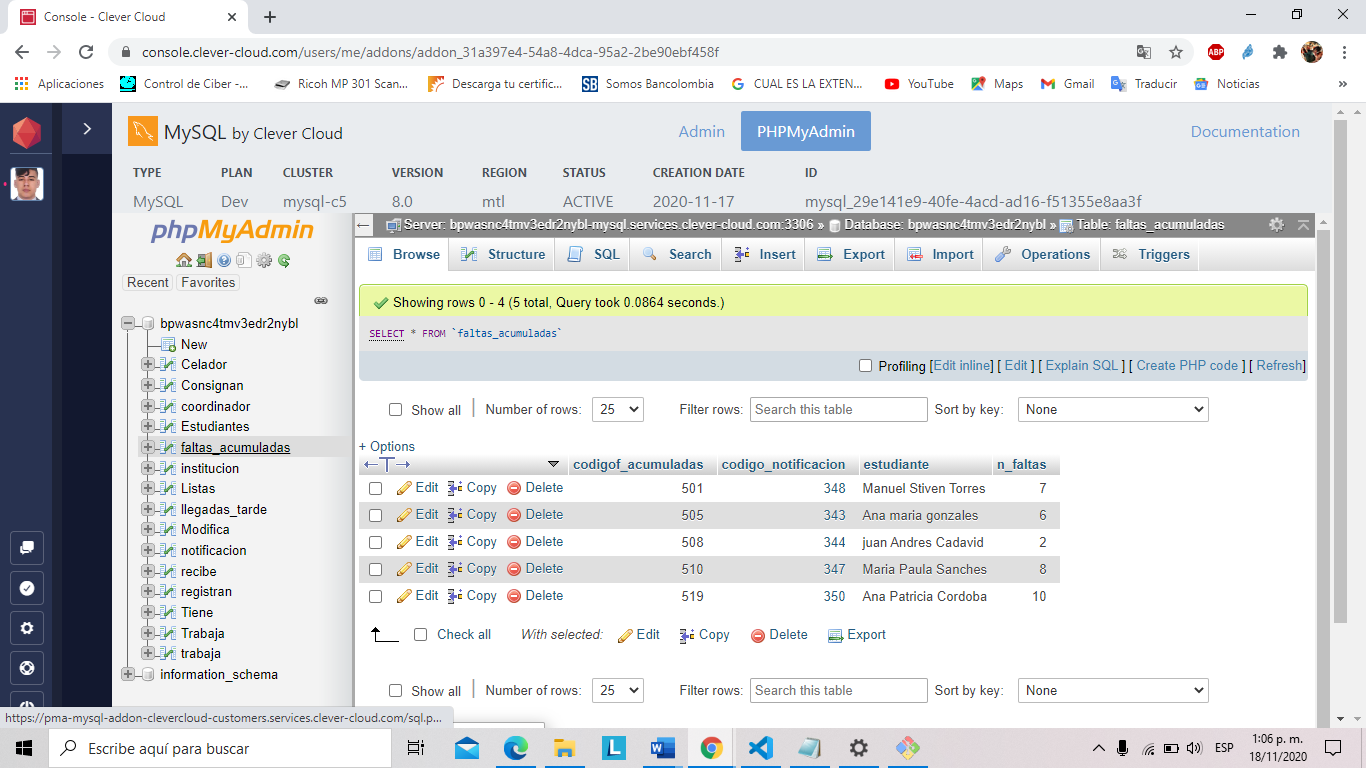 Console - Clever Cloud
console.clever-cloud.com/users/me/addons/addon_31a397e4-54a8-4dca-95a2-2be90ebf458f
ABP
Aplicaciones Control de Ciber -... Ricoh MP 301 Scan... Descarga tu certific... Somos Bancolombia CUAL ES LA EXTEN... YouTube Maps Gmail Traducir Noticias »
MySQL by Clever Cloud Admin PHPMyAdmin Documentation
TYPE PLAN CLUSTER VERSION REGION STATUS CREATION DATE ID
MySQL Dev mysql-c5 8.0 mtl ACTIVE 2020-11-17 mysql_29e141e9-40fe-4acd-ad16-f51355e8aa3f
phpMyAdmin
Recent Favorites
bpwasnc4tmv3edr2nybl
New
Celador
Consignan
coordinador
Estudiantes
faltas_acumuladas
institucion
Listas
llegadas_tarde
Modifica
notificacion
recibe
registran
Tiene
Trabaja
trabaja
information_schema
Server: bpwasnc4tmv3edr2nybl-mysql.services.clever-cloud.com:3306 » Database: bpwasnc4tmv3edr2nybl » Table: faltas_acumuladas
Browse Structure SQL Search Insert Export Import Operations Triggers
Showing rows 0 - 4 (5 total, Query took 0.0864 seconds.)
SELECT * FROM `faltas_acumuladas`
Profiling [Edit inline] [ Edit ] [ Explain SQL ] [ Create PHP code ] [ Refresh]
Show all | Number of rows: 25 Filter rows: Search this table Sort by key: None
+ Options
←T→ codigof_acumuladas codigo_notificacion estudiante n_faltas
Edit Copy Delete 501 348 Manuel Stiven Torres 7
Edit Copy Delete 505 343 Ana maria gonzales 6
Edit Copy Delete 508 344 juan Andres Cadavid 2
Edit Copy Delete 510 347 Maria Paula Sanches 8
Edit Copy Delete 519 350 Ana Patricia Cordoba 10
Check all With selected: Edit Copy Delete Export
Show all | Number of rows: 25 Filter rows: Search this table Sort by key: None
https://pma-mysql-addon-clevercloud-customers.services.clever-cloud.com/sql.p...
Escribe aquí para buscar
ESP
1:06 p. m.
18/11/2020